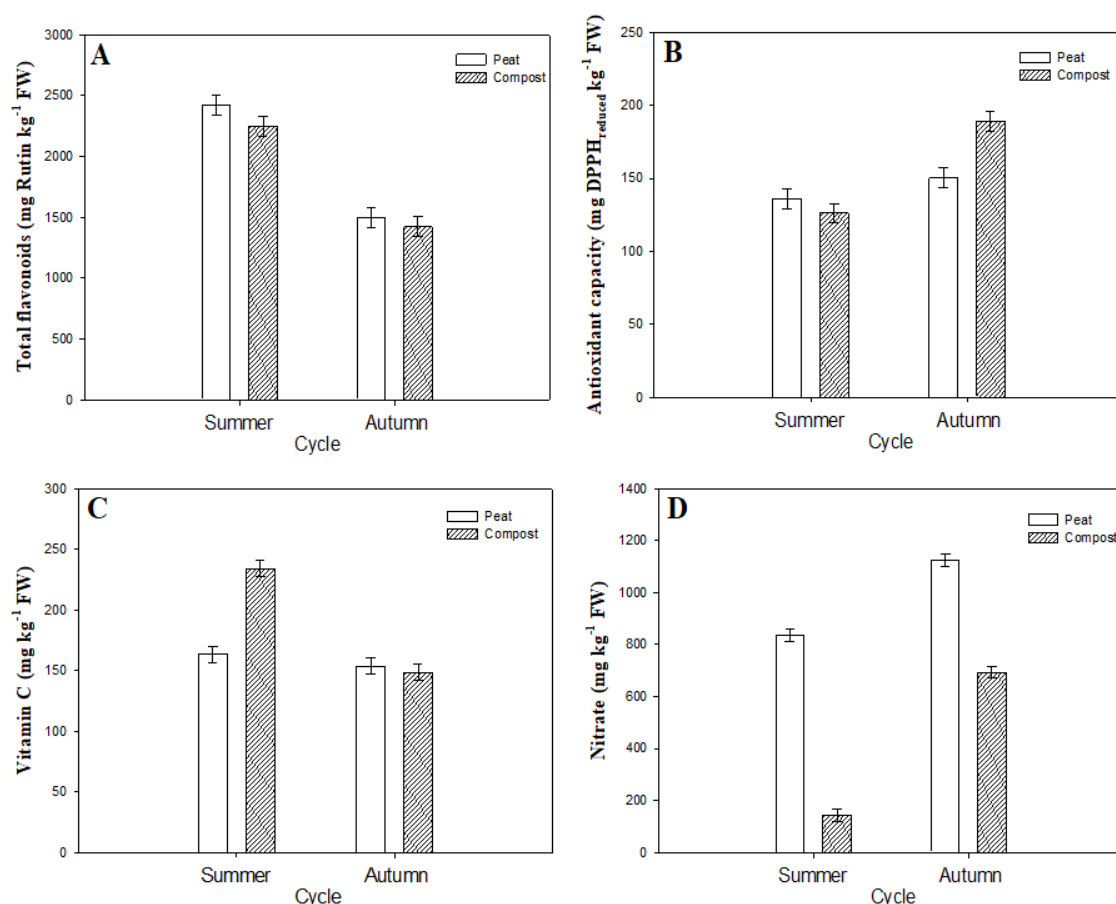 A
Total flavonoids (mg Rutin kg⁻¹ FW)
3000
2500
2000
1500
1000
500
0
Peat
Compost
Summer
Autumn
Cycle
B
Antioxidant capacity (mg DPPHreduced kg⁻¹ FW)
250
200
150
100
50
0
Peat
Compost
Summer
Autumn
Cycle
C
Vitamin C (mg kg⁻¹ FW)
300
250
200
150
100
50
0
Peat
Compost
Summer
Autumn
Cycle
D
Nitrate (mg kg⁻¹ FW)
1400
1200
1000
800
600
400
200
0
Peat
Compost
Summer
Autumn
Cycle